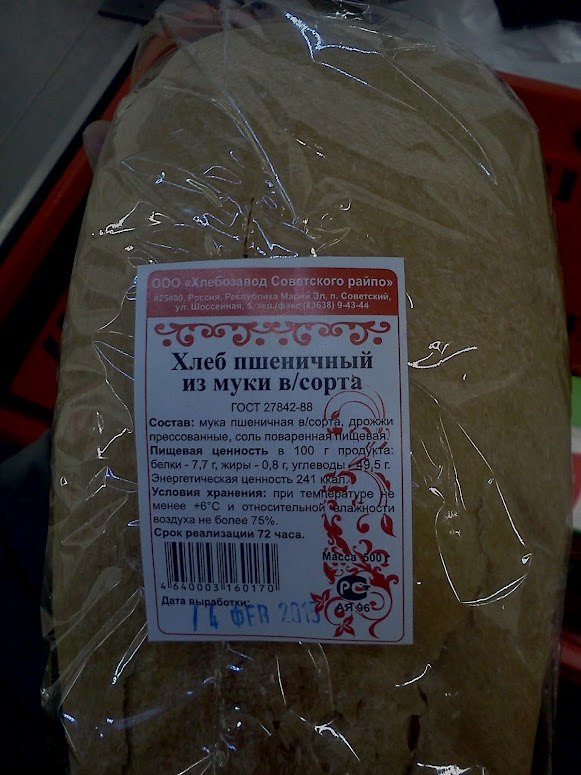 ООО «Хлебозавод Советского райпо»
425400, Россия, Республика Марий Эл, п. Советский,
ул. Шоссейная, 5, тел./факс (83638) 9-43-44
Хлеб пшеничный
из муки в/сорта
ГОСТ 27842-88
Состав: мука пшеничная в/сорта, дрожжи
прессованные, соль поваренная пищевая.
Пищевая ценность в 100 г продукта:
белки - 7,7 г, жиры - 0,8 г, углеводы - 49,5 г.
Энергетическая ценность 241 ккал.
Условия хранения: при температуре не
менее +6°С и относительной влажности
воздуха не более 75%.
Срок реализации 72 часа.
Масса 500 г
4 640003 160170
РС
АЯ 96
Дата выработки:
14 ФЕВ 2013